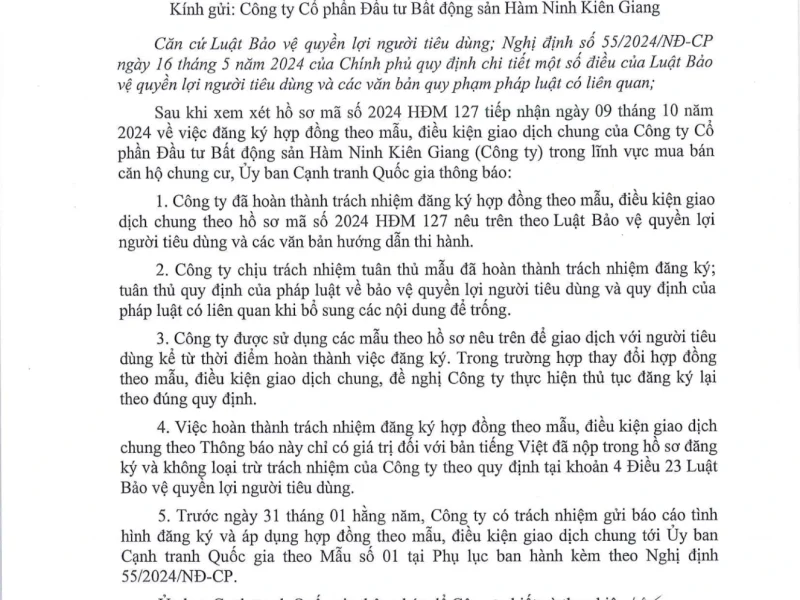 Kính gửi: Công ty Cổ phần Đầu tư Bất động sản Hàm Ninh Kiên Giang
Căn cứ Luật Bảo vệ quyền lợi người tiêu dùng; Nghị định số 55/2024/NĐ-CP
ngày 16 tháng 5 năm 2024 của Chính phủ quy định chi tiết một số điều của Luật Bảo
vệ quyền lợi người tiêu dùng và các văn bản quy phạm pháp luật có liên quan;
Sau khi xem xét hồ sơ mã số 2024 HĐM 127 tiếp nhận ngày 09 tháng 10 năm
2024 về việc đăng ký hợp đồng theo mẫu, điều kiện giao dịch chung của Công ty Cổ
phần Đầu tư Bất động sản Hàm Ninh Kiên Giang (Công ty) trong lĩnh vực mua bán
căn hộ chung cư, Ủy ban Cạnh tranh Quốc gia thông báo:
1. Công ty đã hoàn thành trách nhiệm đăng ký hợp đồng theo mẫu, điều kiện giao
dịch chung theo hồ sơ mã số 2024 HĐM 127 nêu trên theo Luật Bảo vệ quyền lợi
người tiêu dùng và các văn bản hướng dẫn thi hành.
2. Công ty chịu trách nhiệm tuân thủ mẫu đã hoàn thành trách nhiệm đăng ký;
tuân thủ quy định của pháp luật về bảo vệ quyền lợi người tiêu dùng và quy định của
pháp luật có liên quan khi bổ sung các nội dung để trống.
3. Công ty được sử dụng các mẫu theo hồ sơ nêu trên để giao dịch với người tiêu
dùng kể từ thời điểm hoàn thành việc đăng ký. Trong trường hợp thay đổi hợp đồng
theo mẫu, điều kiện giao dịch chung, đề nghị Công ty thực hiện thủ tục đăng ký lại
theo đúng quy định.
4. Việc hoàn thành trách nhiệm đăng ký hợp đồng theo mẫu, điều kiện giao dịch
chung theo Thông báo này chỉ có giá trị đối với bản tiếng Việt đã nộp trong hồ sơ đăng
ký và không loại trừ trách nhiệm của Công ty theo quy định tại khoản 4 Điều 23 Luật
Bảo vệ quyền lợi người tiêu dùng.
5. Trước ngày 31 tháng 01 hằng năm, Công ty có trách nhiệm gửi báo cáo tình
hình đăng ký và áp dụng hợp đồng theo mẫu, điều kiện giao dịch chung tới Ủy ban
Cạnh tranh Quốc gia theo Mẫu số 01 tại Phụ lục ban hành kèm theo Nghị định
55/2024/NĐ-CP.